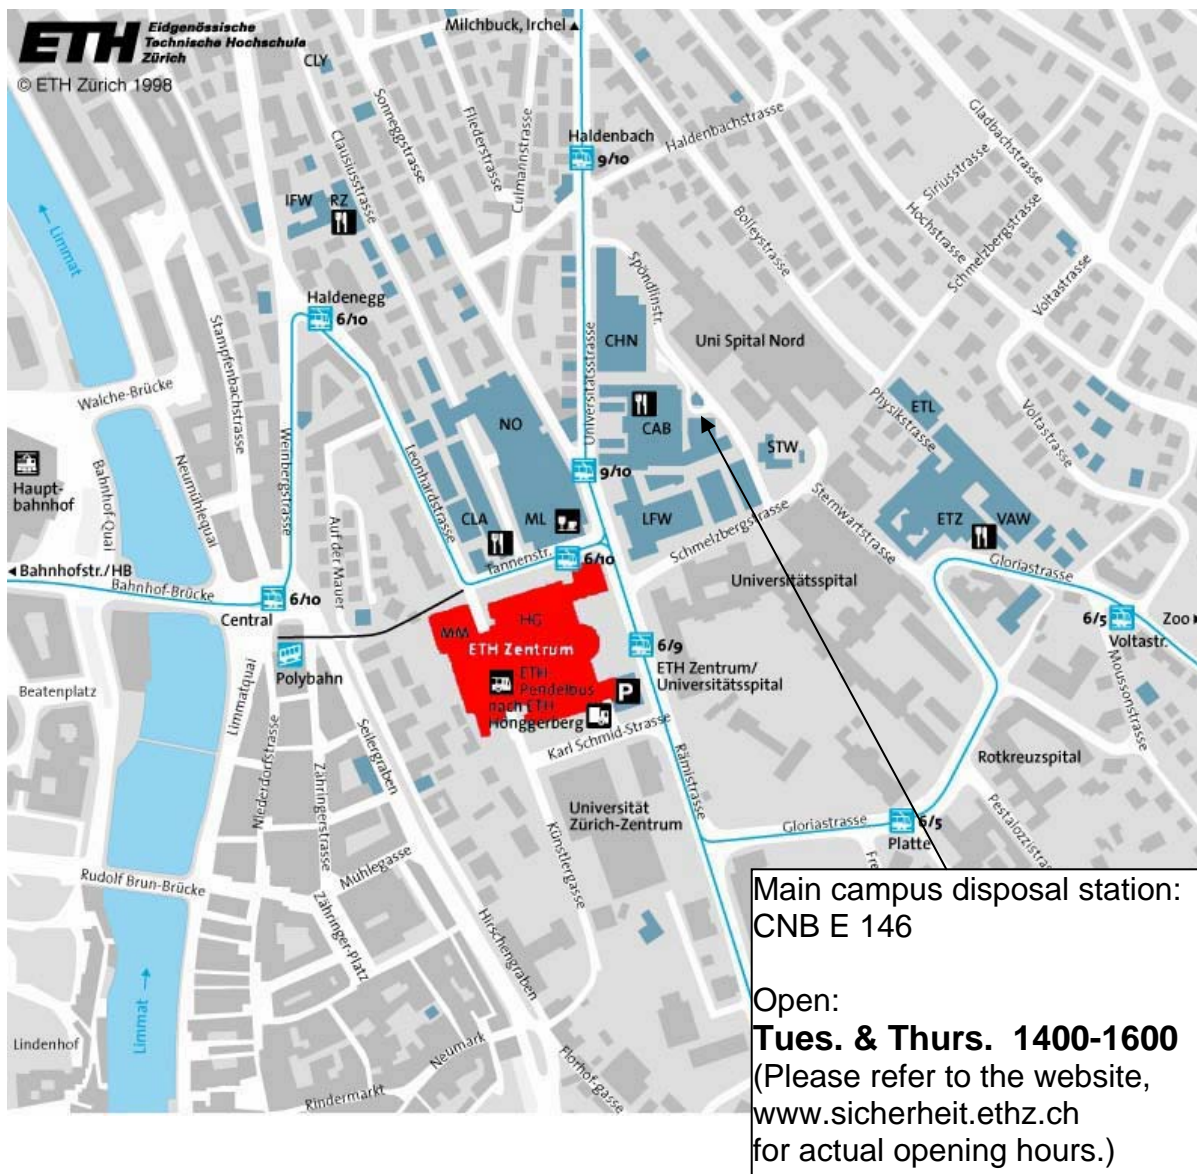 ETH Eidgenössische
Technische Hochschule
Zürich
© ETH Zürich 1998
Milchbuck, Irchel ▲
CLY
Sonneggstrasse
Fliederstrasse
Culmannstrasse
Clausiusstrasse
Haldenbach
9/10
Haldenbachstrasse
Gladbachstrasse
Siriusstrasse
Hochstrasse
Schmelzbergstrasse
Bolleystrasse
Voltastrasse
IFW RZ
← Limmat
Haldenegg
6/10
Spöndlinstr.
Stampfenbachstrasse
Universitätsstrasse
CHN
Uni Spital Nord
Walche-Brücke
Physikstrasse
ETL
Voltastrasse
NO
CAB
STW
Haupt-
bahnhof
Bahnhof-Quai
Neumühlequai
Weinbergstrasse
Leonhardstrasse
9/10
CLA
ML
LFW
Auf der Mauer
Schmelzbergstrasse
Sternwartstrasse
ETZ
VAW
Tannenstr.
6/10
◄ Bahnhofstr./HB
Bahnhof-Brücke
6/10
Central
Universitätsspital
Gloriastrasse
6/5
Voltastr.
Zoo ►
MM
HG
ETH Zentrum
6/9
ETH Zentrum/
Universitätsspital
Polybahn
ETH
Pendelbus
nach ETH
Hönggerberg
P
Beatenplatz
Limmatquai
Moussonstrasse
Karl Schmid-Strasse
Niederdorfstrasse
Seilergraben
Zähringerstrasse
Rämistrasse
Rotkreuzspital
Universität
Zürich-Zentrum
Künstlergasse
Gloriastrasse
6/5
Platte
Mühlegasse
Rudolf Brun-Brücke
Zähringer-Platz
Hirschengraben
Limmat →
Lindenhof
Neumarkt
Rindermarkt
Florhof-gasse
Main campus disposal station:
CNB E 146
Open:
Tues. & Thurs. 1400-1600
(Please refer to the website,
www.sicherheit.ethz.ch
for actual opening hours.)